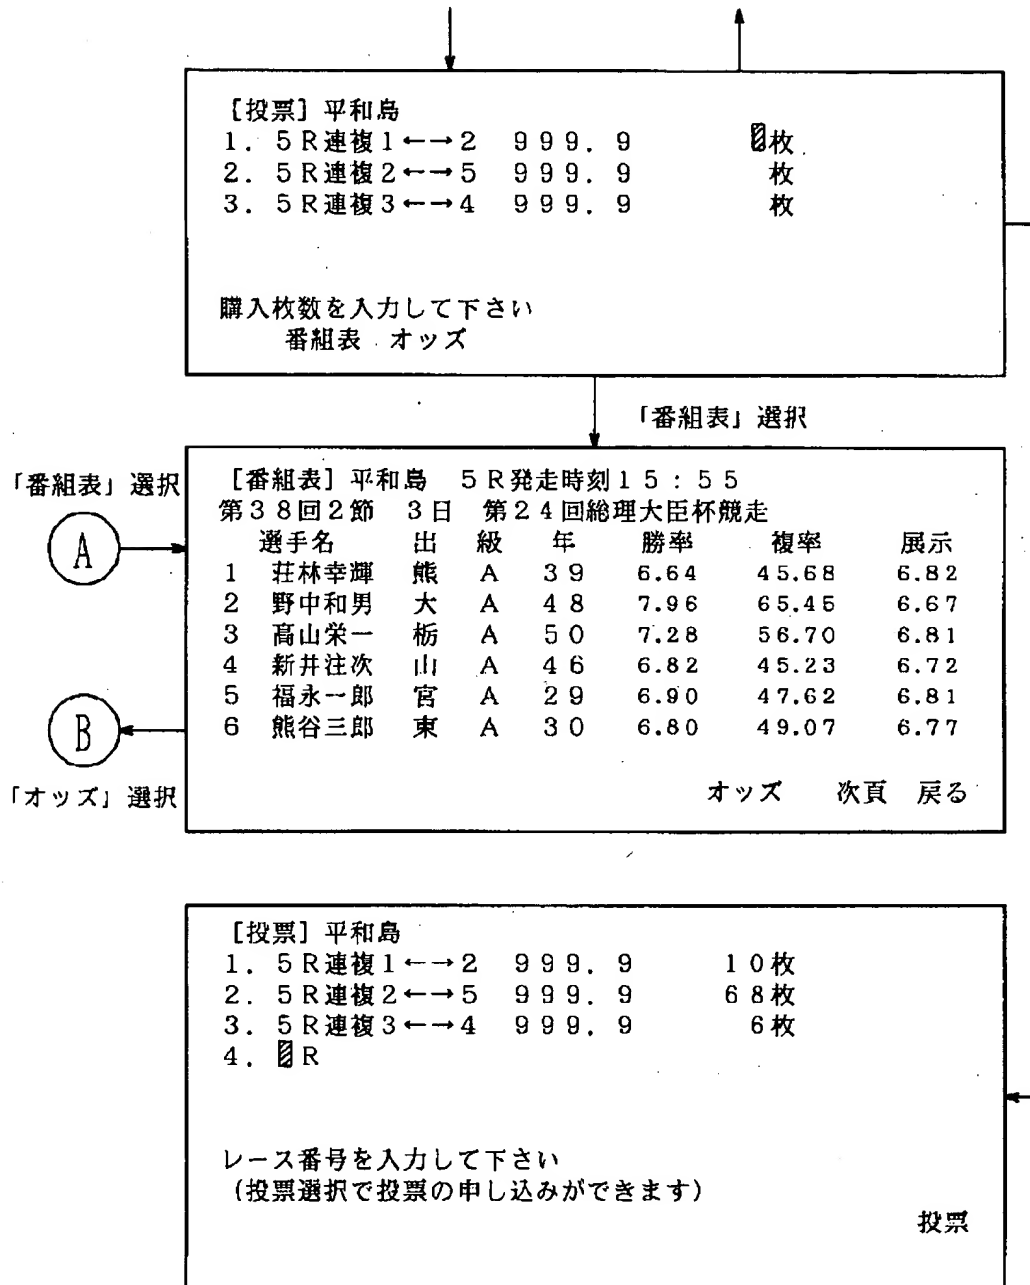 [投票] 平和島
1. 5R連複1←→2 999.9 枚
2. 5R連複2←→5 999.9 枚
3. 5R連複3←→4 999.9 枚
購入枚数を入力して下さい
番組表 オッズ
「番組表」選択
「番組表」選択
A
[番組表] 平和島 5R発走時刻15:55
第38回2節 3日 第24回総理大臣杯競走
選手名 出 級 年 勝率 複率 展示
1 荘林幸輝 熊 A 39 6.64 45.68 6.82
2 野中和男 大 A 48 7.96 65.45 6.67
3 高山栄一 栃 A 50 7.28 56.70 6.81
4 新井注次 山 A 46 6.82 45.23 6.72
5 福永一郎 宮 A 29 6.90 47.62 6.81
6 熊谷三郎 東 A 30 6.80 49.07 6.77
オッズ 次頁 戻る
B
「オッズ」選択
[投票] 平和島
1. 5R連複1←→2 999.9 10枚
2. 5R連複2←→5 999.9 68枚
3. 5R連複3←→4 999.9 6枚
4. R
レース番号を入力して下さい
(投票選択で投票の申し込みができます)
投票